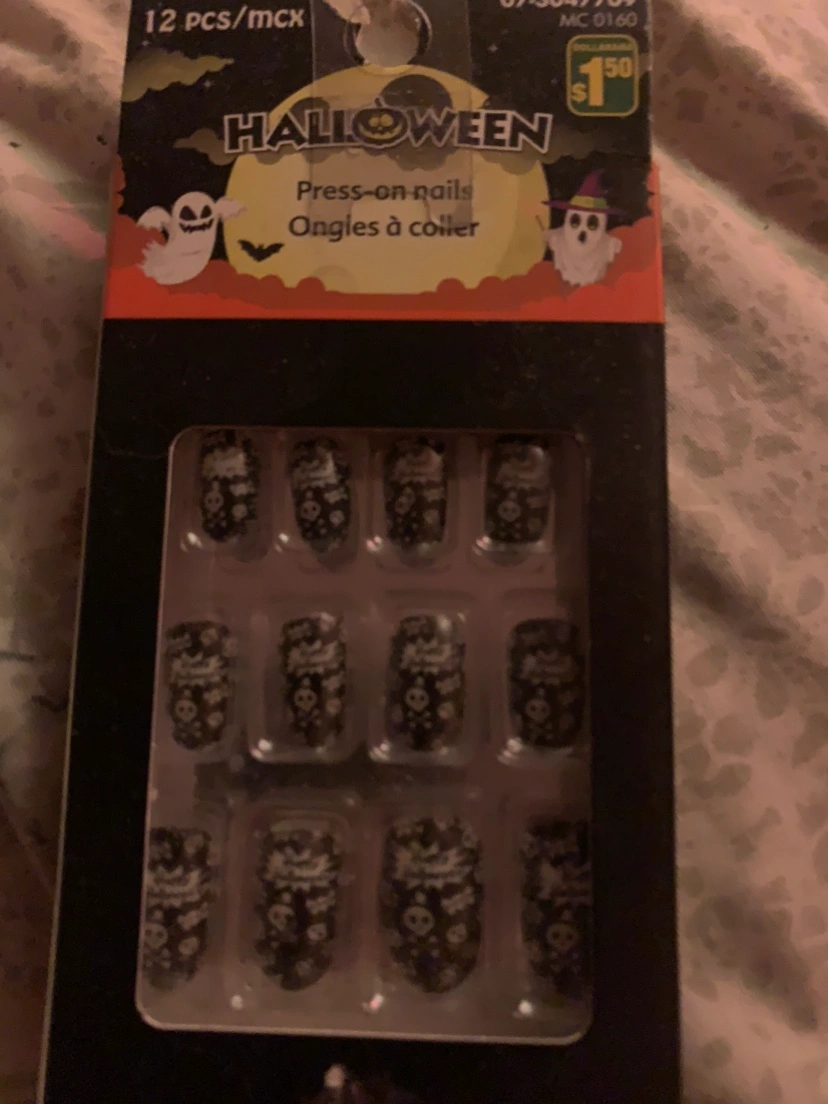 12 PCS/MCX
MC 0160
DOLLARAMA
$1.50
HALLOWEEN
Press-on nails
Ongles à coller